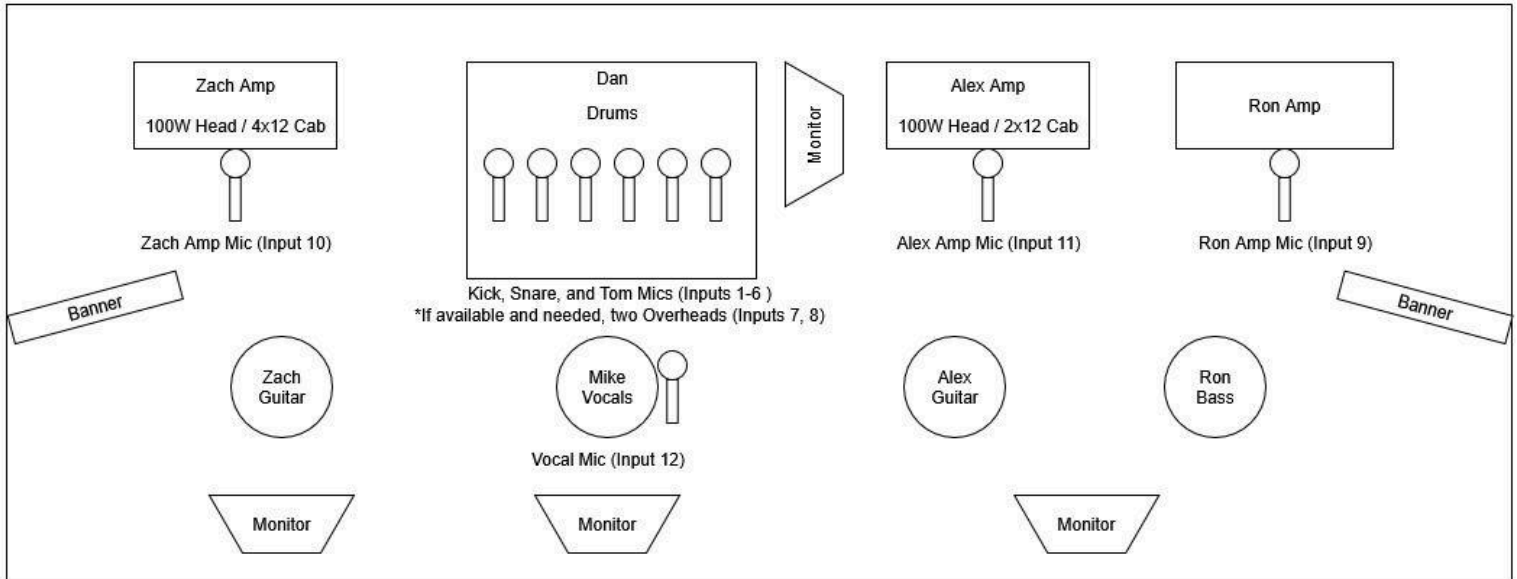 Zach Amp
100W Head / 4x12 Cab
Zach Amp Mic (Input 10)
Dan
Drums
Kick, Snare, and Tom Mics (Inputs 1-6 )
*If available and needed, two Overheads (Inputs 7, 8)
Monitor
Alex Amp
100W Head / 2x12 Cab
Alex Amp Mic (Input 11)
Ron Amp
Ron Amp Mic (Input 9)
Banner
Banner
Zach
Guitar
Mike
Vocals
Vocal Mic (Input 12)
Alex
Guitar
Ron
Bass
Monitor
Monitor
Monitor